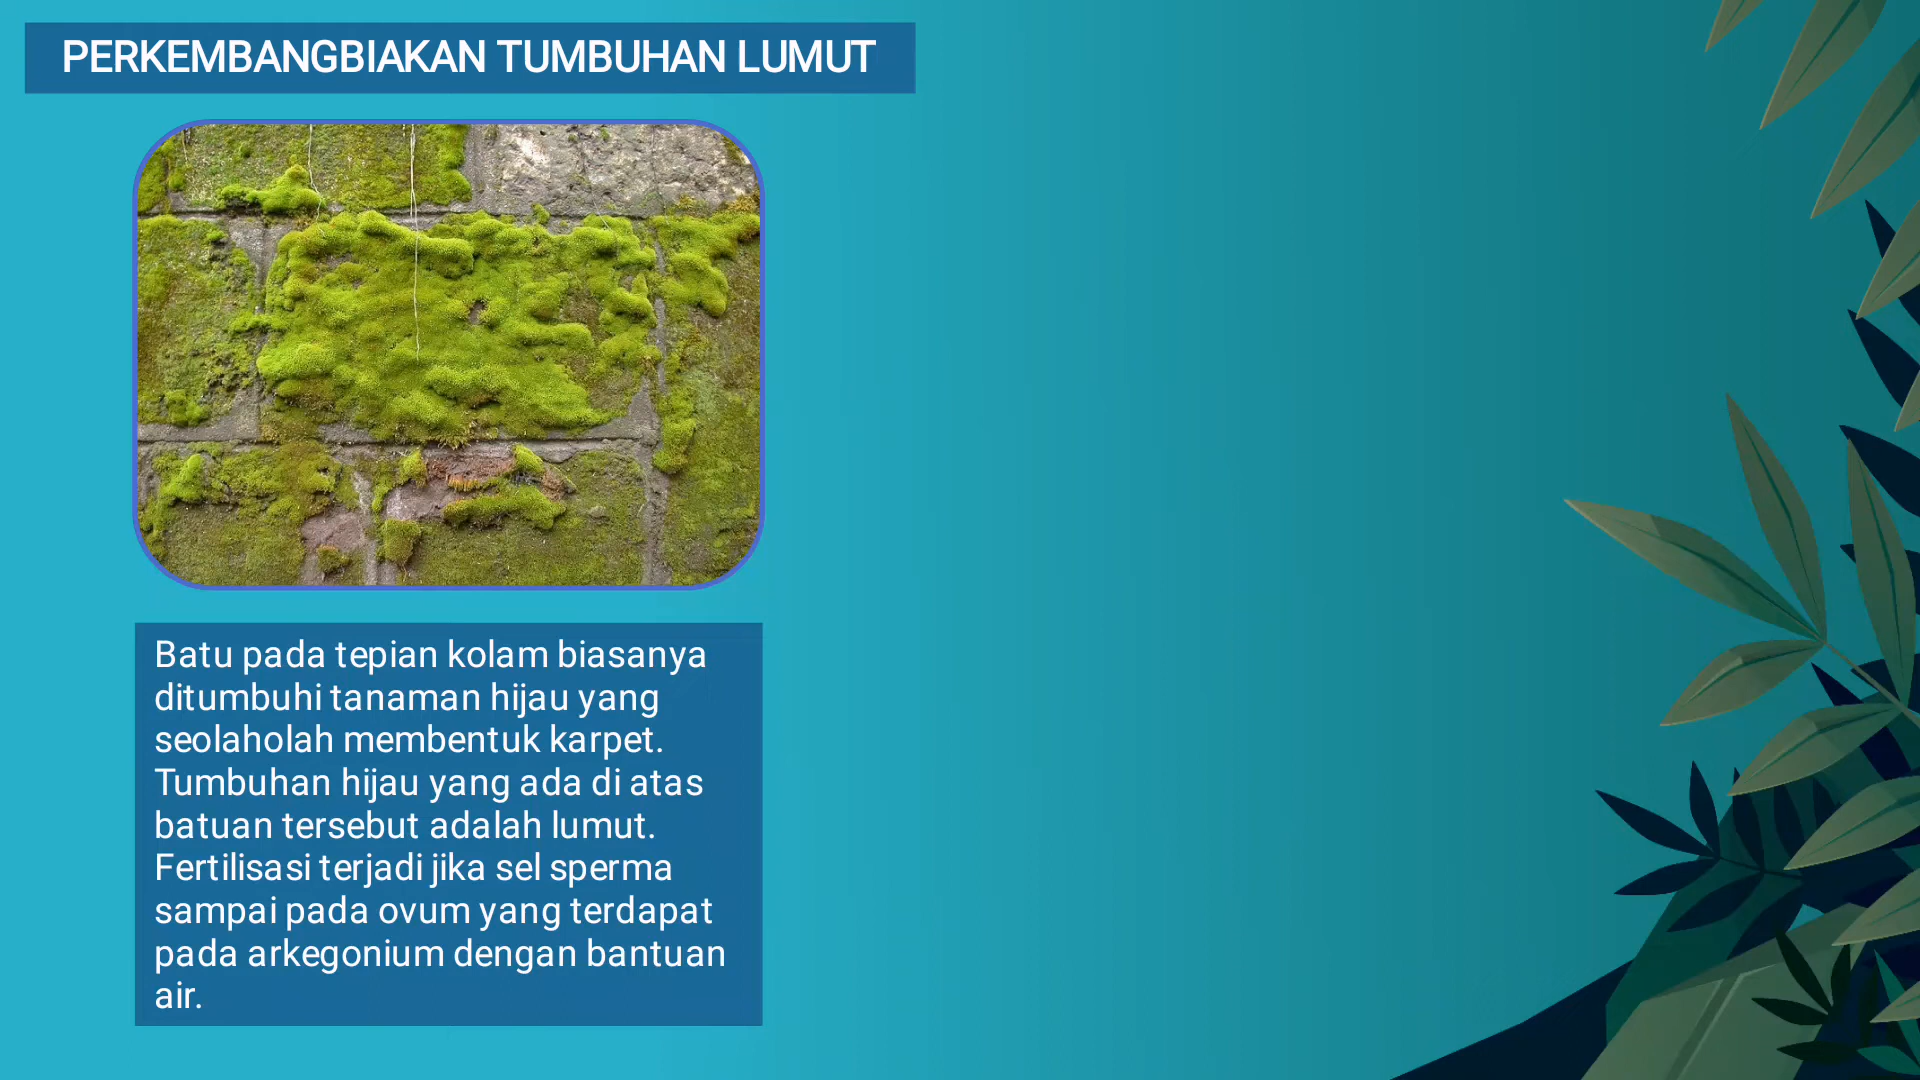 PERKEMBANGBIAKAN TUMBUHAN LUMUT
Batu pada tepian kolam biasanya
ditumbuhi tanaman hijau yang
seolaholah membentuk karpet.
Tumbuhan hijau yang ada di atas
batuan tersebut adalah lumut.
Fertilisasi terjadi jika sel sperma
sampai pada ovum yang terdapat
pada arkegonium dengan bantuan
air.